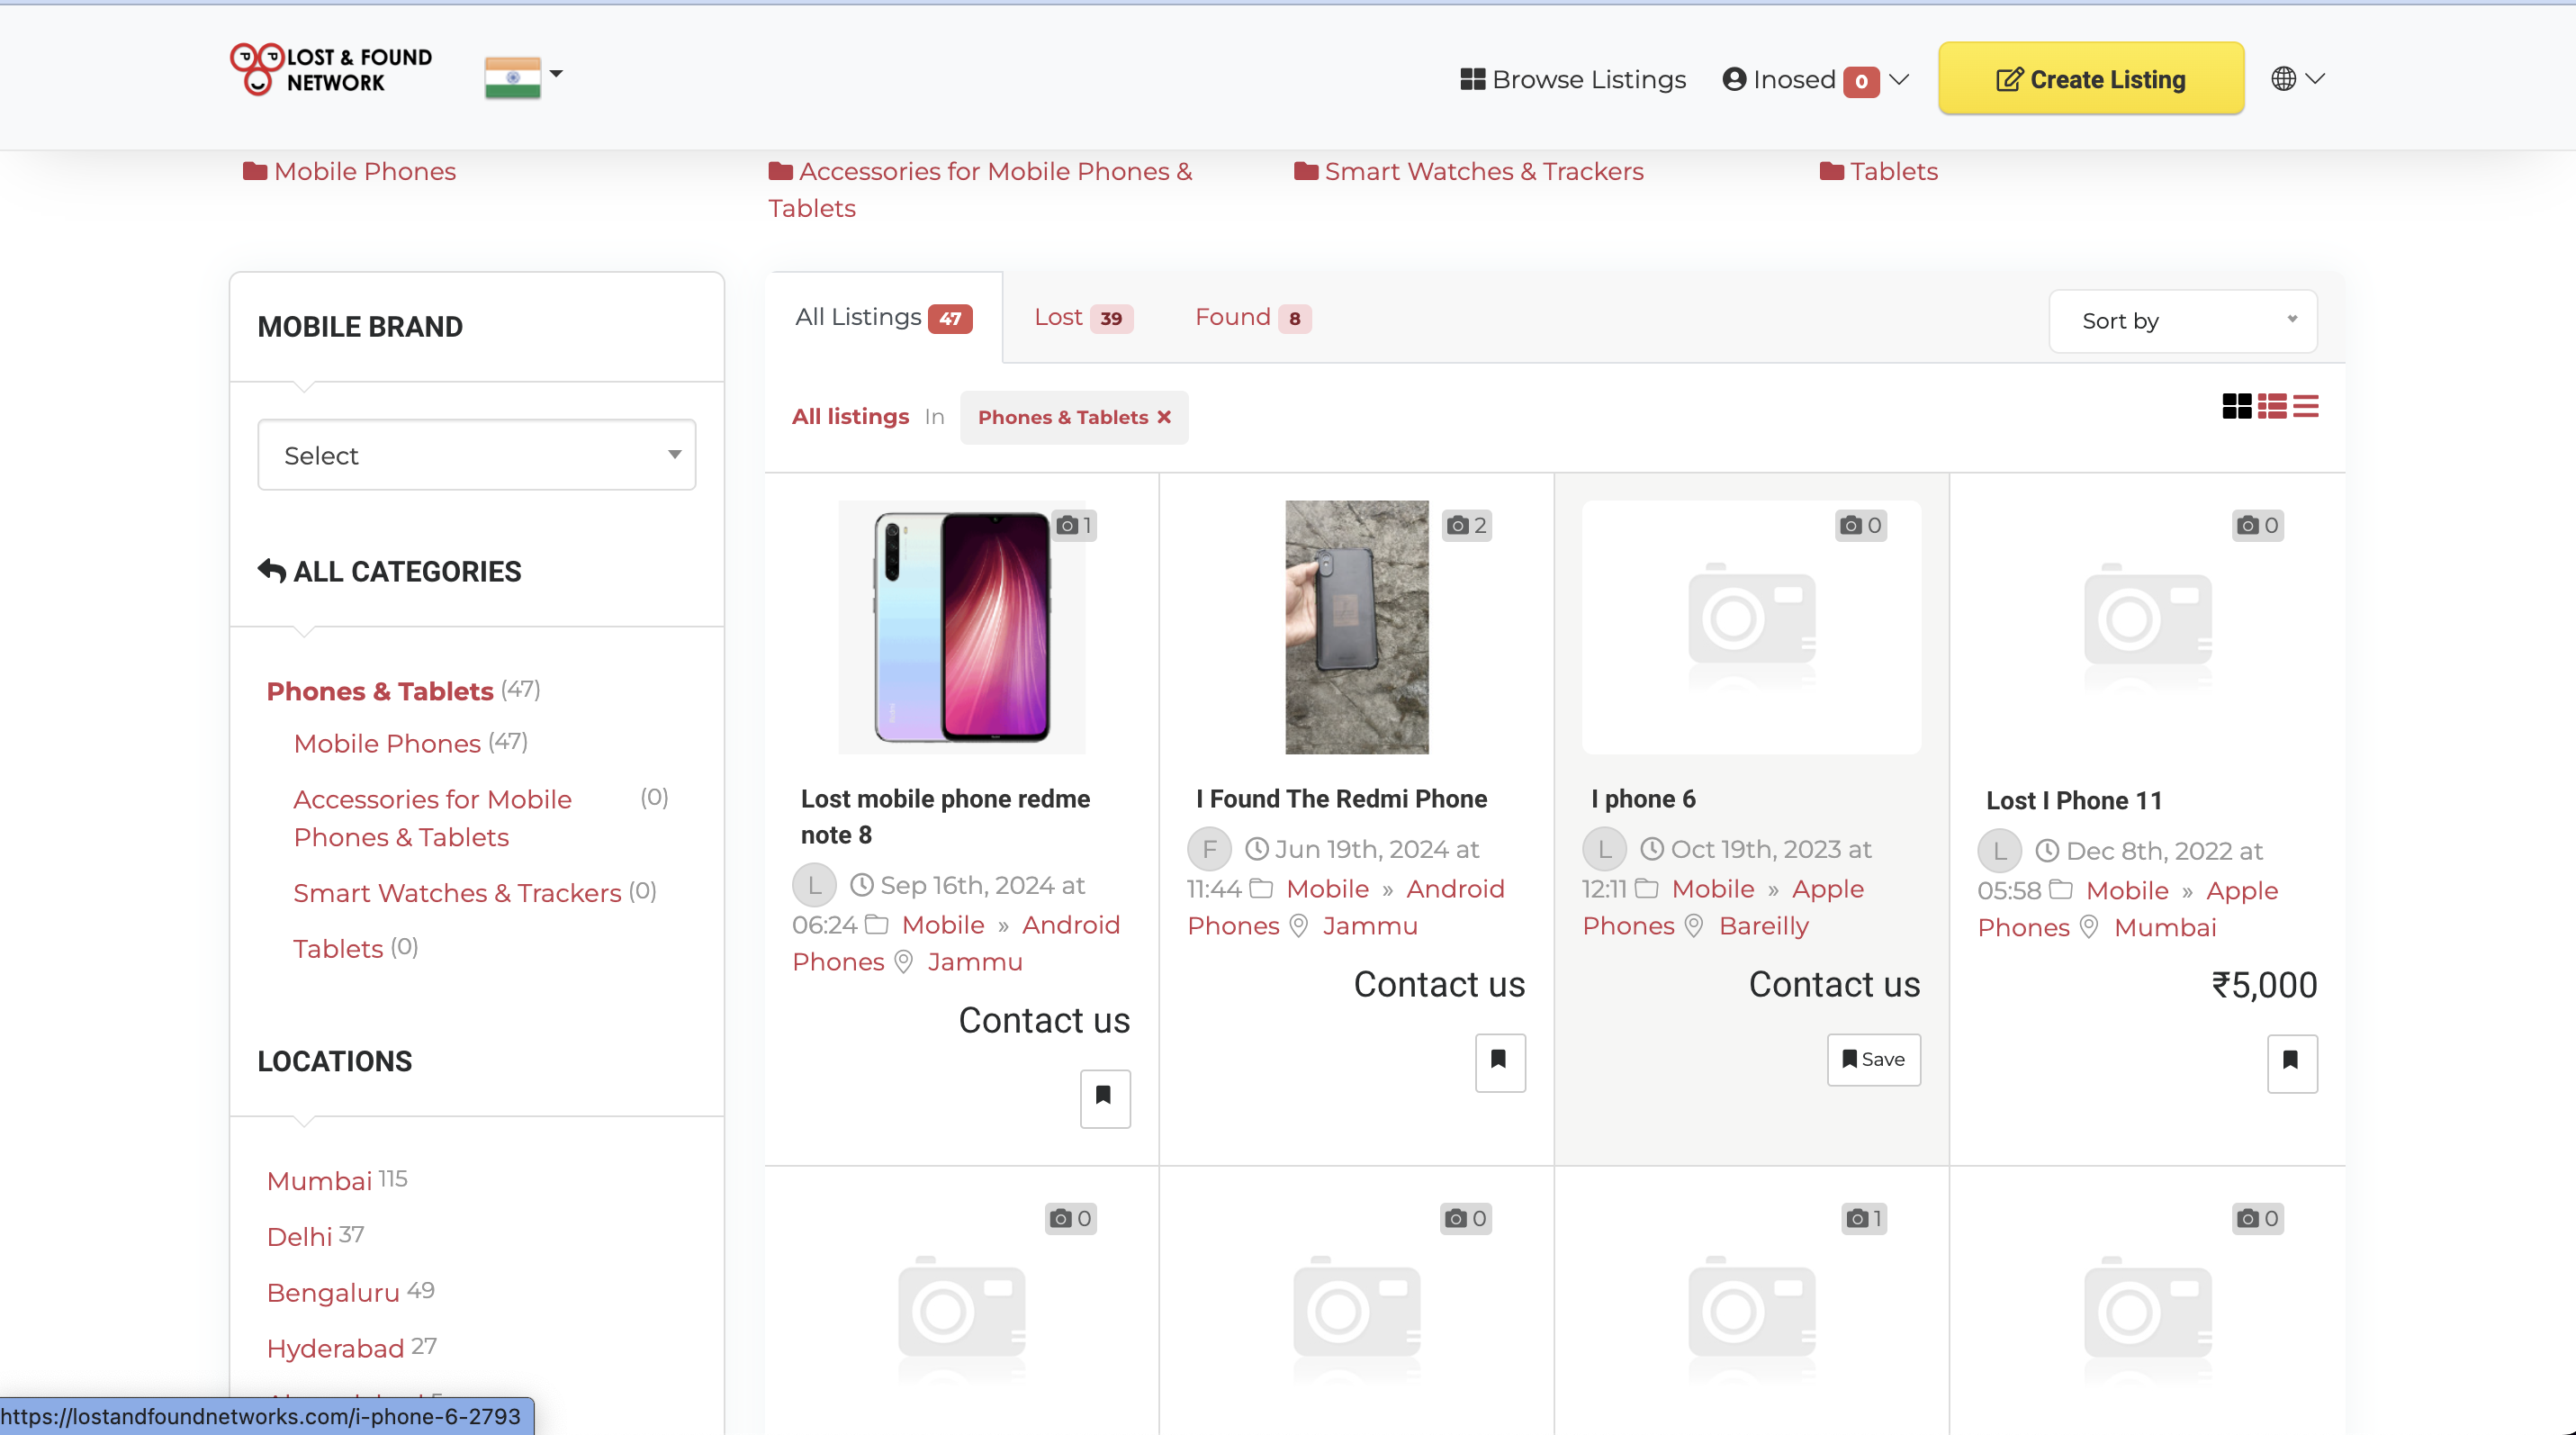 LOST & FOUND
NETWORK
Browse Listings
Inosed 0
Create Listing
Mobile Phones
Accessories for Mobile Phones &
Tablets
Smart Watches & Trackers
Tablets
MOBILE BRAND
Select
ALL CATEGORIES
Phones & Tablets (47)
Mobile Phones (47)
Accessories for Mobile (0)
Phones & Tablets
Smart Watches & Trackers (0)
Tablets (0)
LOCATIONS
Mumbai 115
Delhi 37
Bengaluru 49
Hyderabad 27
All Listings 47
Lost 39
Found 8
Sort by
All listings In Phones & Tablets ×
1
Lost mobile phone redme
note 8
L Sep 16th, 2024 at
06:24 Mobile » Android
Phones Jammu
Contact us
2
I Found The Redmi Phone
F Jun 19th, 2024 at
11:44 Mobile » Android
Phones Jammu
Contact us
0
I phone 6
L Oct 19th, 2023 at
12:11 Mobile » Apple
Phones Bareilly
Contact us
Save
0
Lost I Phone 11
L Dec 8th, 2022 at
05:58 Mobile » Apple
Phones Mumbai
₹5,000
0
0
1
0
https://lostandfoundnetworks.com/i-phone-6-2793